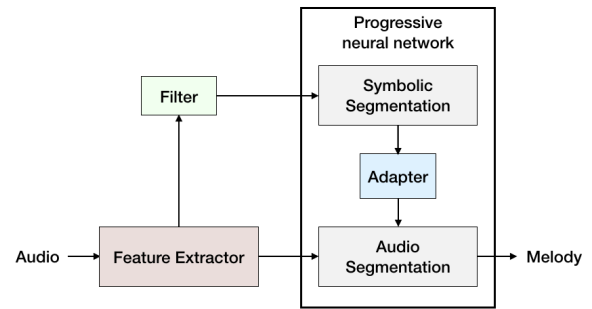 Progressive
neural network
Filter
Symbolic
Segmentation
Adapter
Audio
Feature Extractor
Audio
Segmentation
Melody